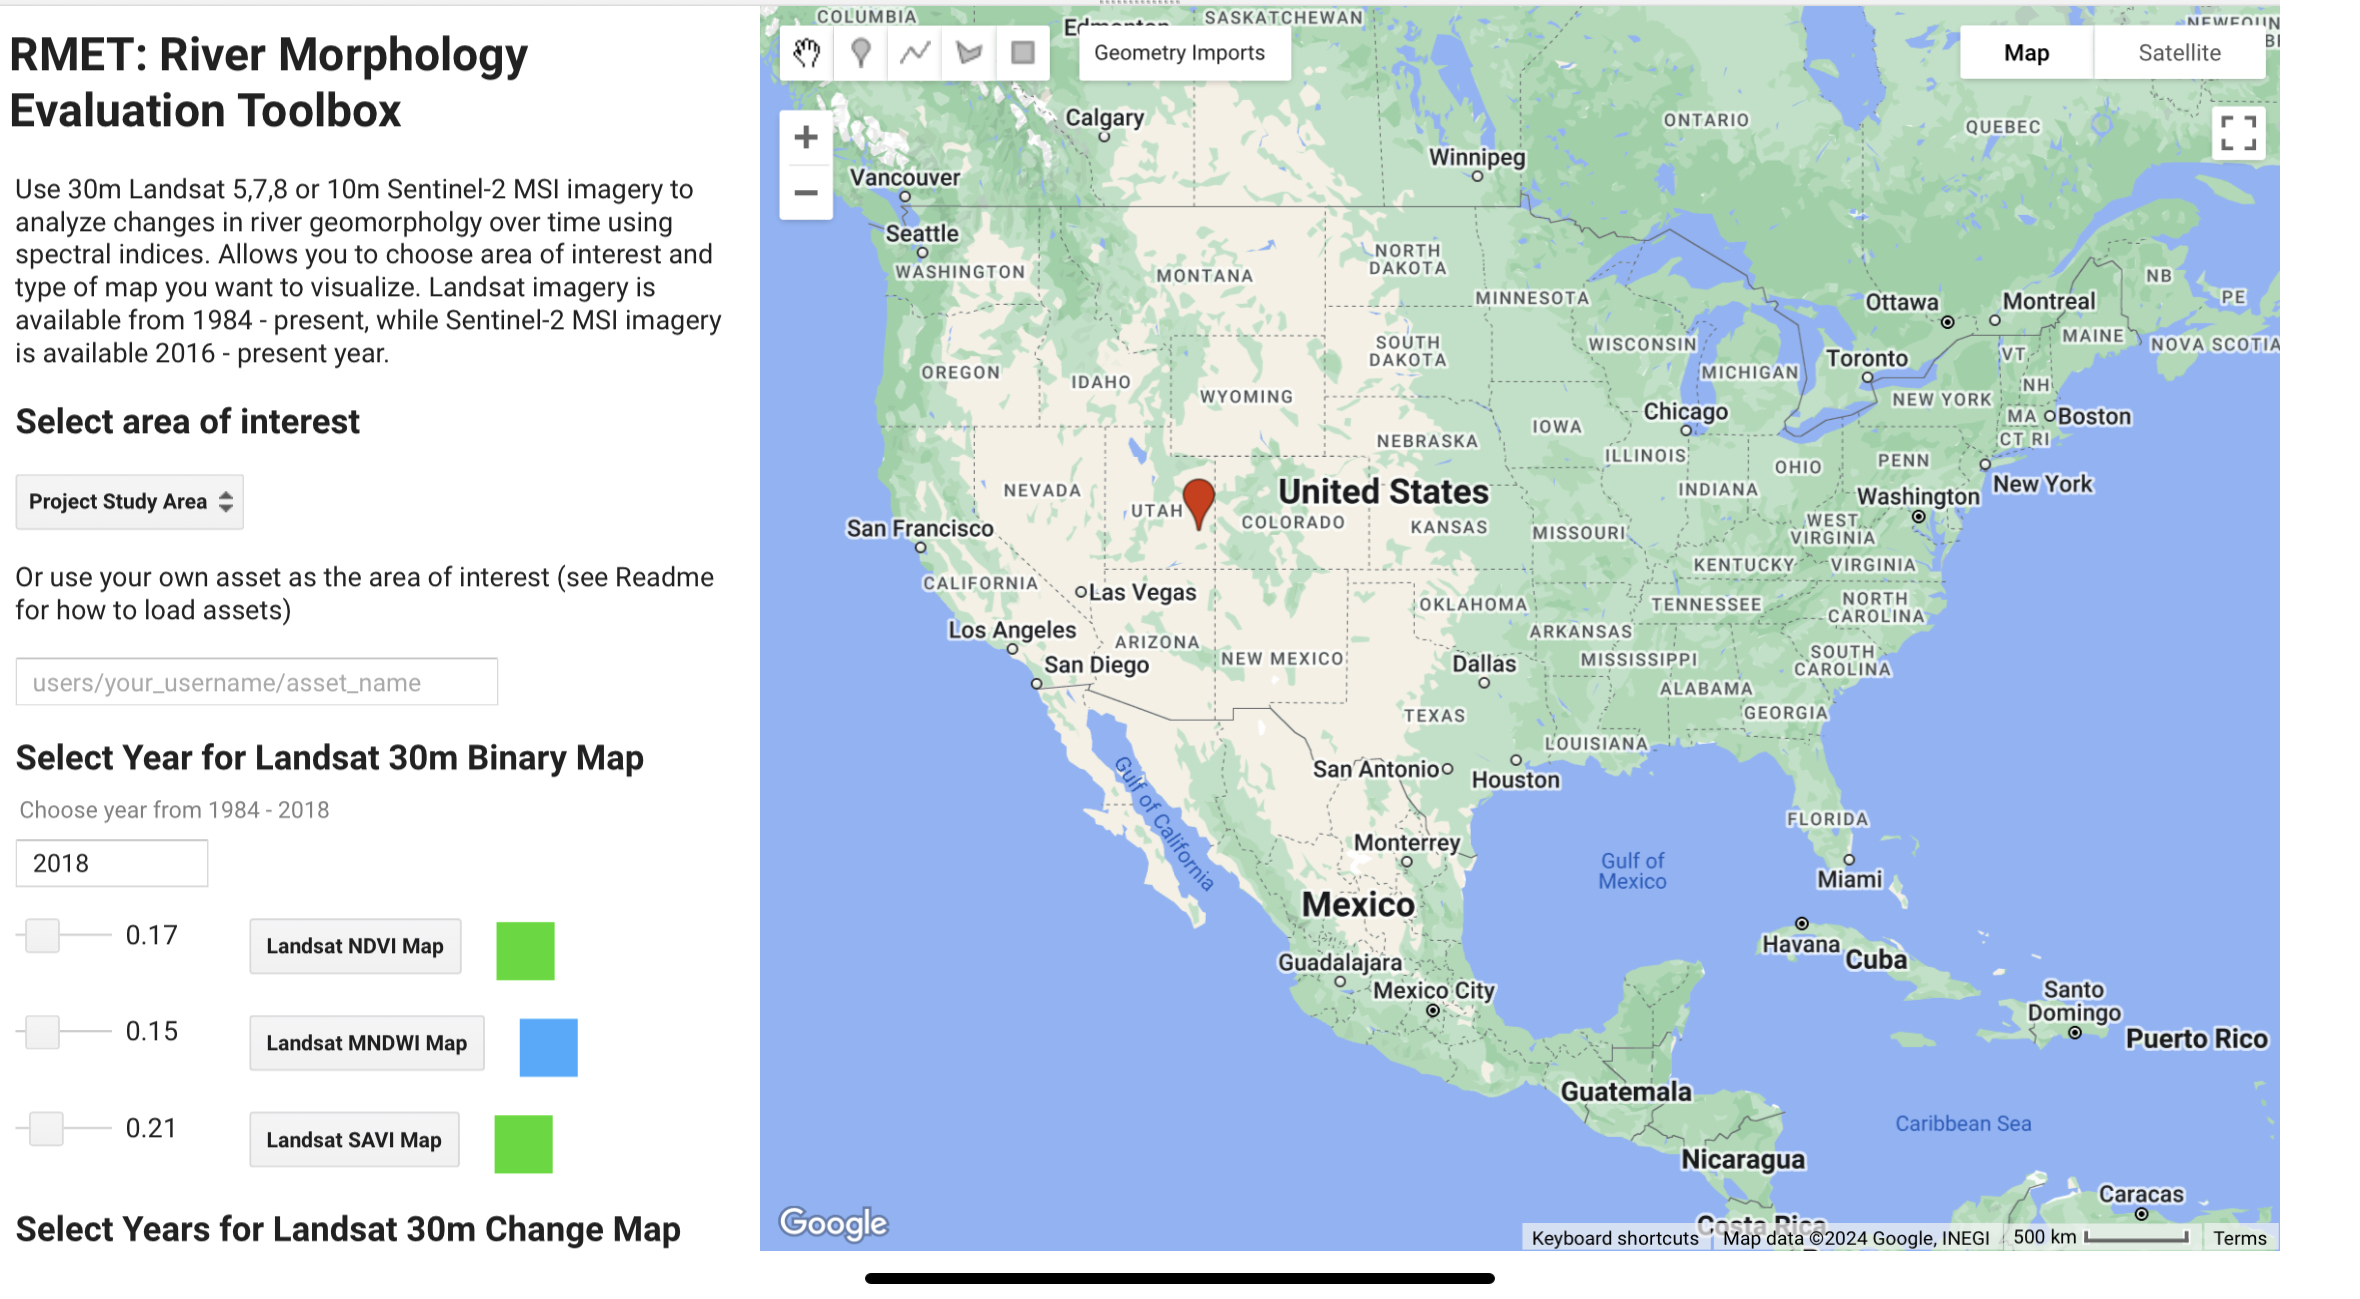 RMET: River Morphology
Evaluation Toolbox
Use 30m Landsat 5,7,8 or 10m Sentinel-2 MSI imagery to
analyze changes in river geomorpholgy over time using
spectral indices. Allows you to choose area of interest and
type of map you want to visualize. Landsat imagery is
available from 1984 - present, while Sentinel-2 MSI imagery
is available 2016 - present year.
Select area of interest
Project Study Area
Or use your own asset as the area of interest (see Readme
for how to load assets)
users/your_username/asset_name
Select Year for Landsat 30m Binary Map
Choose year from 1984 - 2018
2018
0.17
Landsat NDVI Map
0.15
Landsat MNDWI Map
0.21
Landsat SAVI Map
Select Years for Landsat 30m Change Map
COLUMBIA
Edmonton
SASKATCHEWAN
Geometry Imports
Map
Satellite
+
−
Calgary
ONTARIO
QUEBEC
Winnipeg
Vancouver
Seattle
WASHINGTON
MONTANA
NORTH
DAKOTA
MINNESOTA
NB
PE
Ottawa
Montreal
MAINE
NOVA SCOTIA
OREGON
IDAHO
WYOMING
SOUTH
DAKOTA
WISCONSIN
MICHIGAN
Toronto
VT
NH
NEW YORK
MA
Boston
CT RI
Chicago
IOWA
NEBRASKA
ILLINOIS
OHIO
PENN
INDIANA
New York
Washington
NEVADA
UTAH
United States
COLORADO
KANSAS
MISSOURI
WEST
VIRGINIA
KENTUCKY
VIRGINIA
San Francisco
CALIFORNIA
Las Vegas
OKLAHOMA
TENNESSEE
NORTH
CAROLINA
Los Angeles
ARIZONA
NEW MEXICO
ARKANSAS
San Diego
Dallas
MISSISSIPPI
SOUTH
CAROLINA
ALABAMA
GEORGIA
TEXAS
LOUISIANA
San Antonio
Houston
Gulf of California
FLORIDA
Monterrey
Gulf of
Mexico
Miami
Mexico
Havana
Cuba
Guadalajara
Mexico City
Santo
Domingo
Puerto Rico
Guatemala
Caribbean Sea
Nicaragua
Caracas
Costa Rica
Google
Keyboard shortcuts
Map data ©2024 Google, INEGI
500 km
Terms